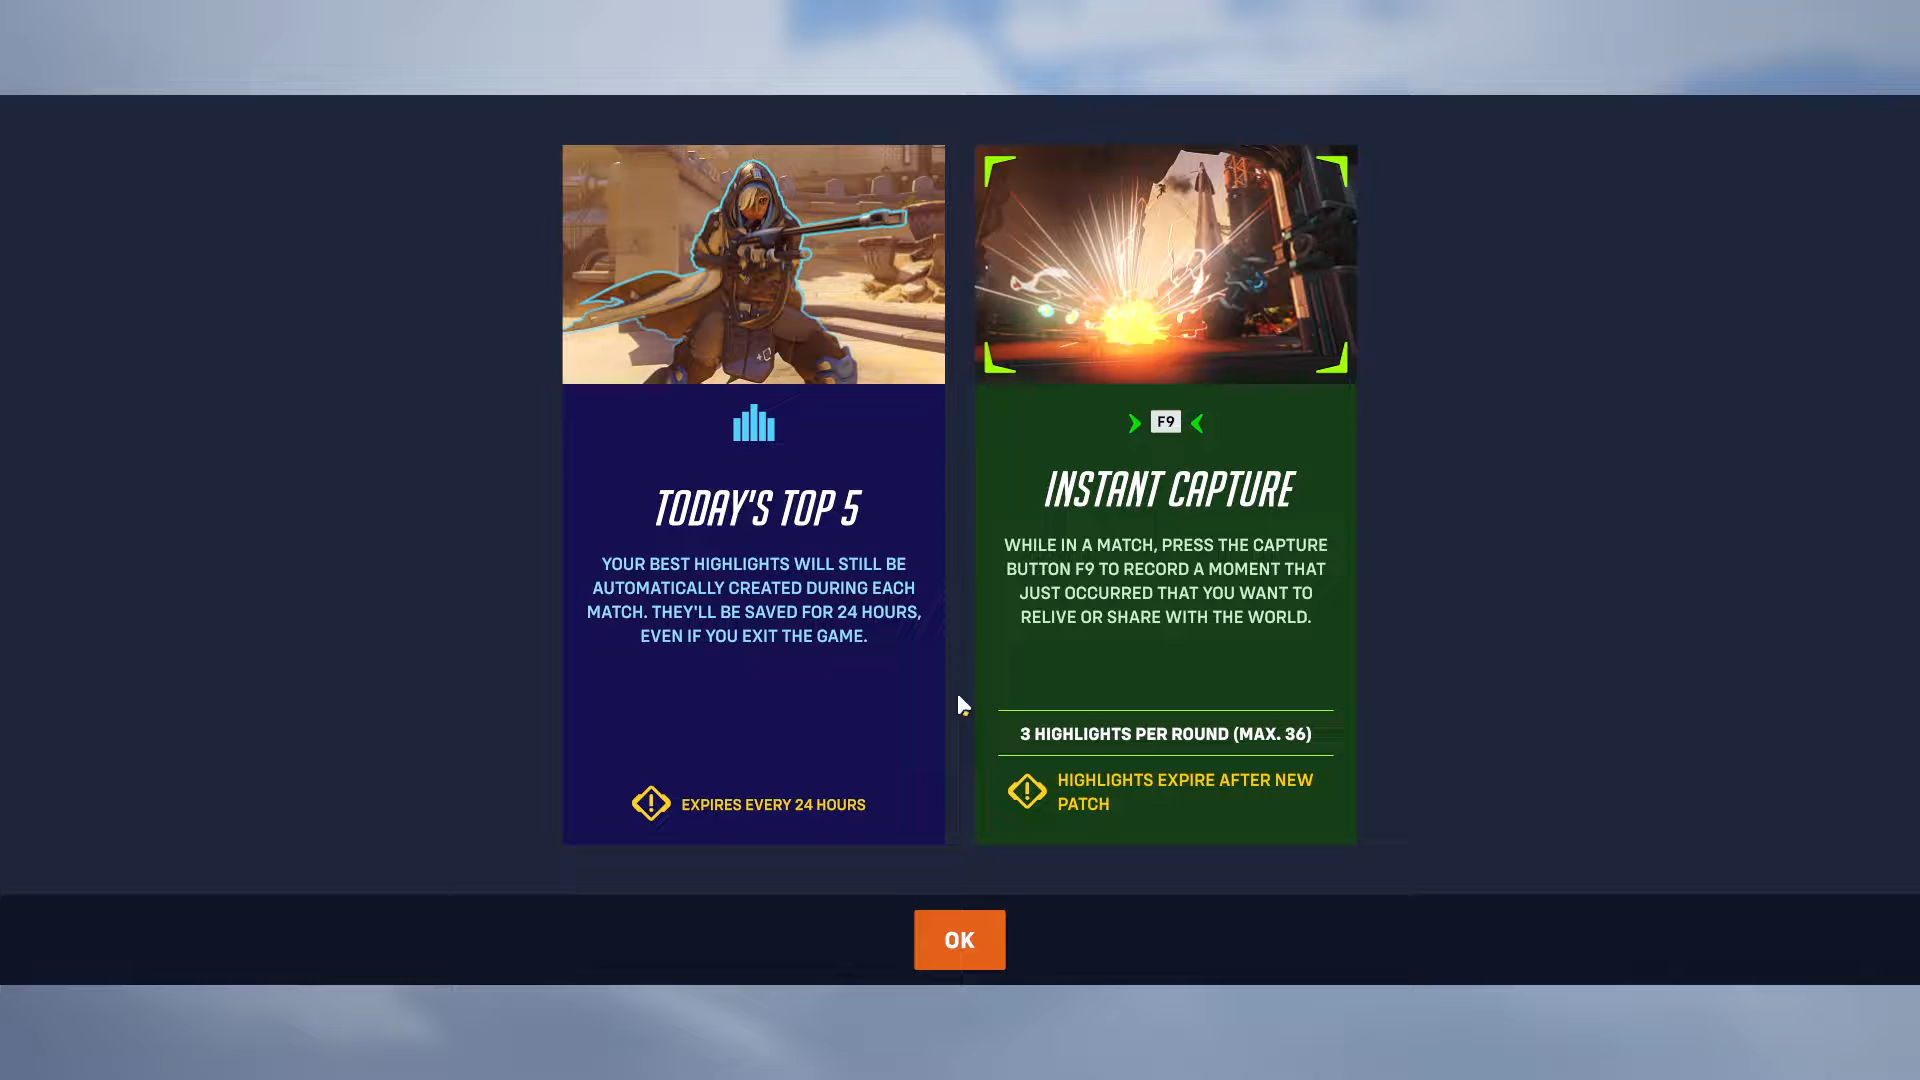 TODAY'S TOP 5
YOUR BEST HIGHLIGHTS WILL STILL BE
AUTOMATICALLY CREATED DURING EACH
MATCH. THEY'LL BE SAVED FOR 24 HOURS,
EVEN IF YOU EXIT THE GAME.
EXPIRES EVERY 24 HOURS
F9
INSTANT CAPTURE
WHILE IN A MATCH, PRESS THE CAPTURE
BUTTON F9 TO RECORD A MOMENT THAT
JUST OCCURRED THAT YOU WANT TO
RELIVE OR SHARE WITH THE WORLD.
3 HIGHLIGHTS PER ROUND (MAX. 36)
HIGHLIGHTS EXPIRE AFTER NEW
PATCH
OK